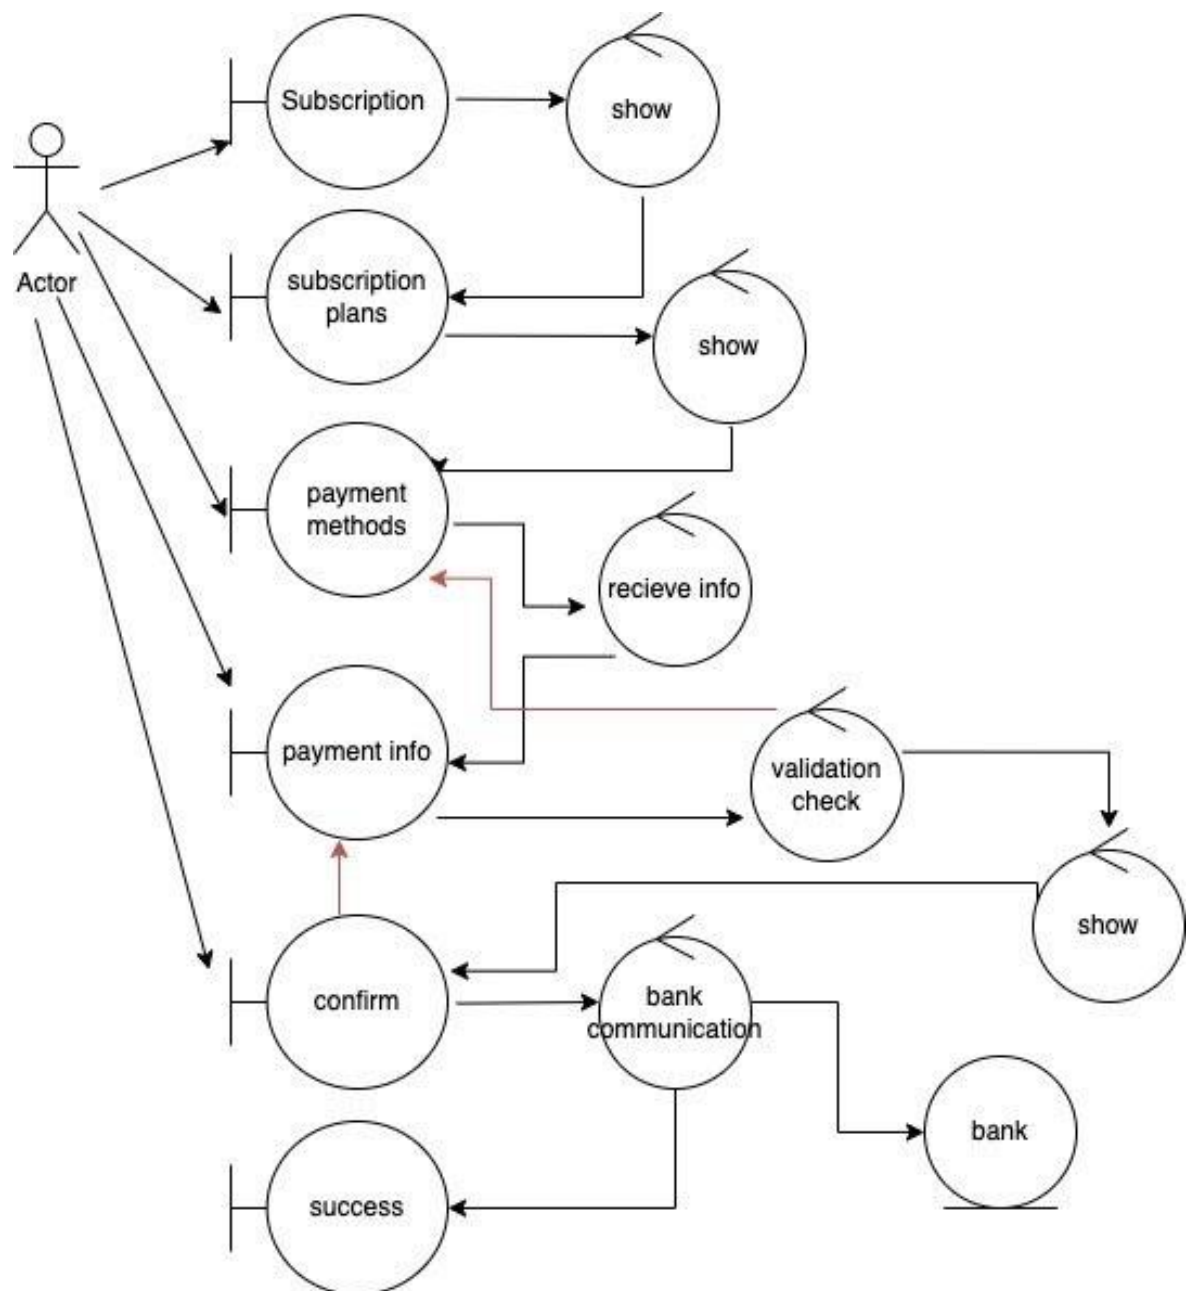 Subscription
show
Actor
subscription
plans
show
payment
methods
recieve info
payment info
validation
check
show
confirm
bank
communication
bank
success